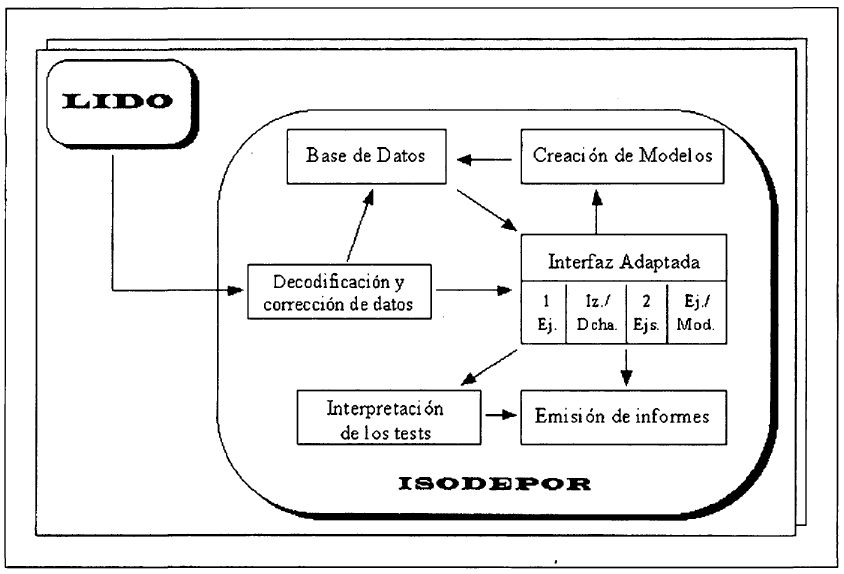 LIDO
Base de Datos
Creación de Modelos
Decodificación y
corrección de datos
Interfaz Adaptada
1 Ej.
Iz./ Dcha.
2 Ejs.
Ej./ Mod.
Interpretación
de los tests
Emisión de informes
ISODEPOR